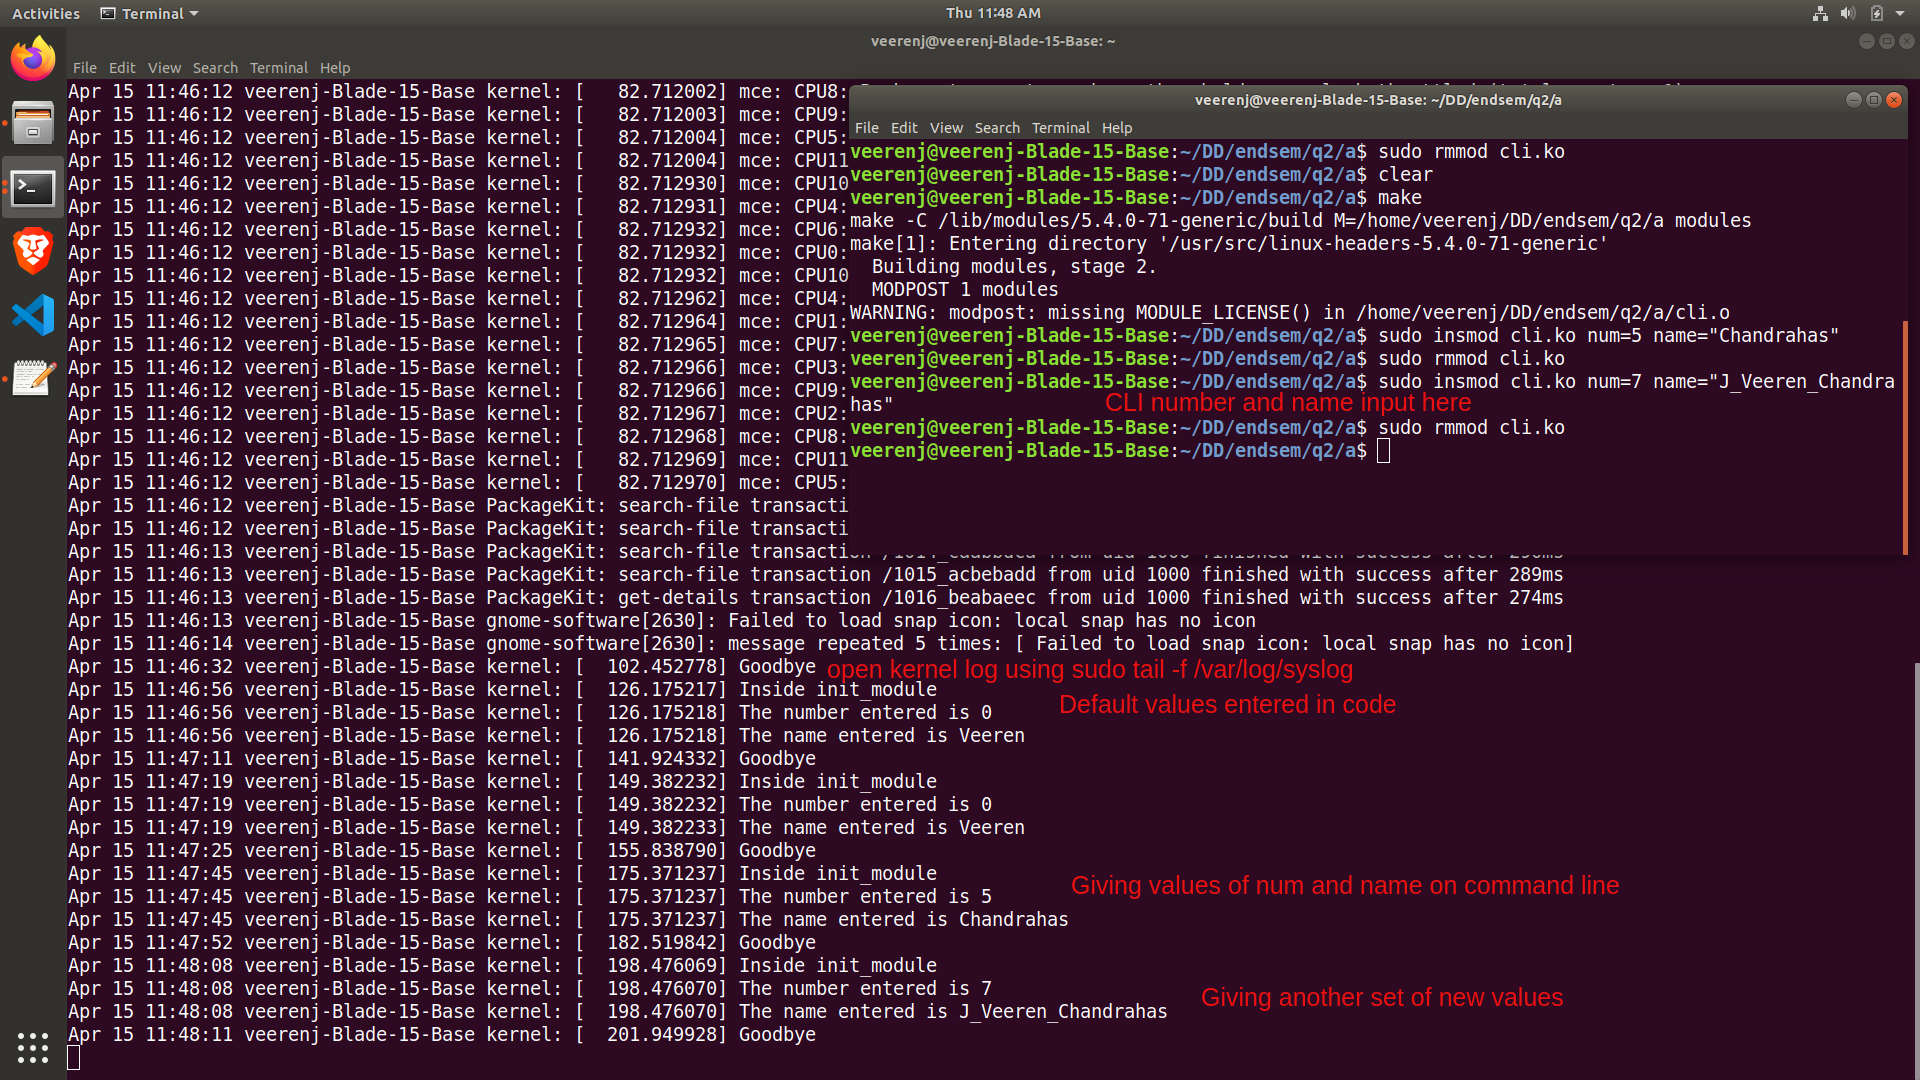 Activities Terminal Thu 11:48 AM
veerenj@veerenj-Blade-15-Base: ~
File Edit View Search Terminal Help
Apr 15 11:46:12 veerenj-Blade-15-Base kernel: [   82.712002] mce: CPU8:
Apr 15 11:46:12 veerenj-Blade-15-Base kernel: [   82.712003] mce: CPU9:
Apr 15 11:46:12 veerenj-Blade-15-Base kernel: [   82.712004] mce: CPU5:
Apr 15 11:46:12 veerenj-Blade-15-Base kernel: [   82.712004] mce: CPU11
Apr 15 11:46:12 veerenj-Blade-15-Base kernel: [   82.712930] mce: CPU10
Apr 15 11:46:12 veerenj-Blade-15-Base kernel: [   82.712931] mce: CPU4:
Apr 15 11:46:12 veerenj-Blade-15-Base kernel: [   82.712932] mce: CPU6:
Apr 15 11:46:12 veerenj-Blade-15-Base kernel: [   82.712932] mce: CPU0:
Apr 15 11:46:12 veerenj-Blade-15-Base kernel: [   82.712932] mce: CPU10
Apr 15 11:46:12 veerenj-Blade-15-Base kernel: [   82.712962] mce: CPU4:
Apr 15 11:46:12 veerenj-Blade-15-Base kernel: [   82.712964] mce: CPU1:
Apr 15 11:46:12 veerenj-Blade-15-Base kernel: [   82.712965] mce: CPU7:
Apr 15 11:46:12 veerenj-Blade-15-Base kernel: [   82.712966] mce: CPU3:
Apr 15 11:46:12 veerenj-Blade-15-Base kernel: [   82.712966] mce: CPU9:
Apr 15 11:46:12 veerenj-Blade-15-Base kernel: [   82.712967] mce: CPU2:
Apr 15 11:46:12 veerenj-Blade-15-Base kernel: [   82.712968] mce: CPU8:
Apr 15 11:46:12 veerenj-Blade-15-Base kernel: [   82.712969] mce: CPU11
Apr 15 11:46:12 veerenj-Blade-15-Base kernel: [   82.712970] mce: CPU5:
Apr 15 11:46:12 veerenj-Blade-15-Base PackageKit: search-file transacti
Apr 15 11:46:12 veerenj-Blade-15-Base PackageKit: search-file transacti
Apr 15 11:46:13 veerenj-Blade-15-Base PackageKit: search-file transaction
Apr 15 11:46:13 veerenj-Blade-15-Base PackageKit: search-file transaction /1015_acbebadd from uid 1000 finished with success after 289ms
Apr 15 11:46:13 veerenj-Blade-15-Base PackageKit: get-details transaction /1016_beabaeec from uid 1000 finished with success after 274ms
Apr 15 11:46:13 veerenj-Blade-15-Base gnome-software[2630]: Failed to load snap icon: local snap has no icon
Apr 15 11:46:14 veerenj-Blade-15-Base gnome-software[2630]: message repeated 5 times: [ Failed to load snap icon: local snap has no icon]
Apr 15 11:46:32 veerenj-Blade-15-Base kernel: [  102.452778] Goodbye open kernel log using sudo tail -f /var/log/syslog
Apr 15 11:46:56 veerenj-Blade-15-Base kernel: [  126.175217] Inside init_module
Apr 15 11:46:56 veerenj-Blade-15-Base kernel: [  126.175218] The number entered is 0 Default values entered in code
Apr 15 11:46:56 veerenj-Blade-15-Base kernel: [  126.175218] The name entered is Veeren
Apr 15 11:47:11 veerenj-Blade-15-Base kernel: [  141.924332] Goodbye
Apr 15 11:47:19 veerenj-Blade-15-Base kernel: [  149.382232] Inside init_module
Apr 15 11:47:19 veerenj-Blade-15-Base kernel: [  149.382232] The number entered is 0
Apr 15 11:47:19 veerenj-Blade-15-Base kernel: [  149.382233] The name entered is Veeren
Apr 15 11:47:25 veerenj-Blade-15-Base kernel: [  155.838790] Goodbye
Apr 15 11:47:45 veerenj-Blade-15-Base kernel: [  175.371237] Inside init_module Giving values of num and name on command line
Apr 15 11:47:45 veerenj-Blade-15-Base kernel: [  175.371237] The number entered is 5
Apr 15 11:47:45 veerenj-Blade-15-Base kernel: [  175.371237] The name entered is Chandrahas
Apr 15 11:47:52 veerenj-Blade-15-Base kernel: [  182.519842] Goodbye
Apr 15 11:48:08 veerenj-Blade-15-Base kernel: [  198.476069] Inside init_module
Apr 15 11:48:08 veerenj-Blade-15-Base kernel: [  198.476070] The number entered is 7 Giving another set of new values
Apr 15 11:48:08 veerenj-Blade-15-Base kernel: [  198.476070] The name entered is J_Veeren_Chandrahas
Apr 15 11:48:11 veerenj-Blade-15-Base kernel: [  201.949928] Goodbye
veerenj@veerenj-Blade-15-Base: ~/DD/endsem/q2/a
File Edit View Search Terminal Help
veerenj@veerenj-Blade-15-Base:~/DD/endsem/q2/a$ sudo rmmod cli.ko
veerenj@veerenj-Blade-15-Base:~/DD/endsem/q2/a$ clear
veerenj@veerenj-Blade-15-Base:~/DD/endsem/q2/a$ make
make -C /lib/modules/5.4.0-71-generic/build M=/home/veerenj/DD/endsem/q2/a modules
make[1]: Entering directory '/usr/src/linux-headers-5.4.0-71-generic'
  Building modules, stage 2.
  MODPOST 1 modules
WARNING: modpost: missing MODULE_LICENSE() in /home/veerenj/DD/endsem/q2/a/cli.o
veerenj@veerenj-Blade-15-Base:~/DD/endsem/q2/a$ sudo insmod cli.ko num=5 name="Chandrahas"
veerenj@veerenj-Blade-15-Base:~/DD/endsem/q2/a$ sudo rmmod cli.ko
veerenj@veerenj-Blade-15-Base:~/DD/endsem/q2/a$ sudo insmod cli.ko num=7 name="J_Veeren_Chandra
has" CLI number and name input here
veerenj@veerenj-Blade-15-Base:~/DD/endsem/q2/a$ sudo rmmod cli.ko
veerenj@veerenj-Blade-15-Base:~/DD/endsem/q2/a$